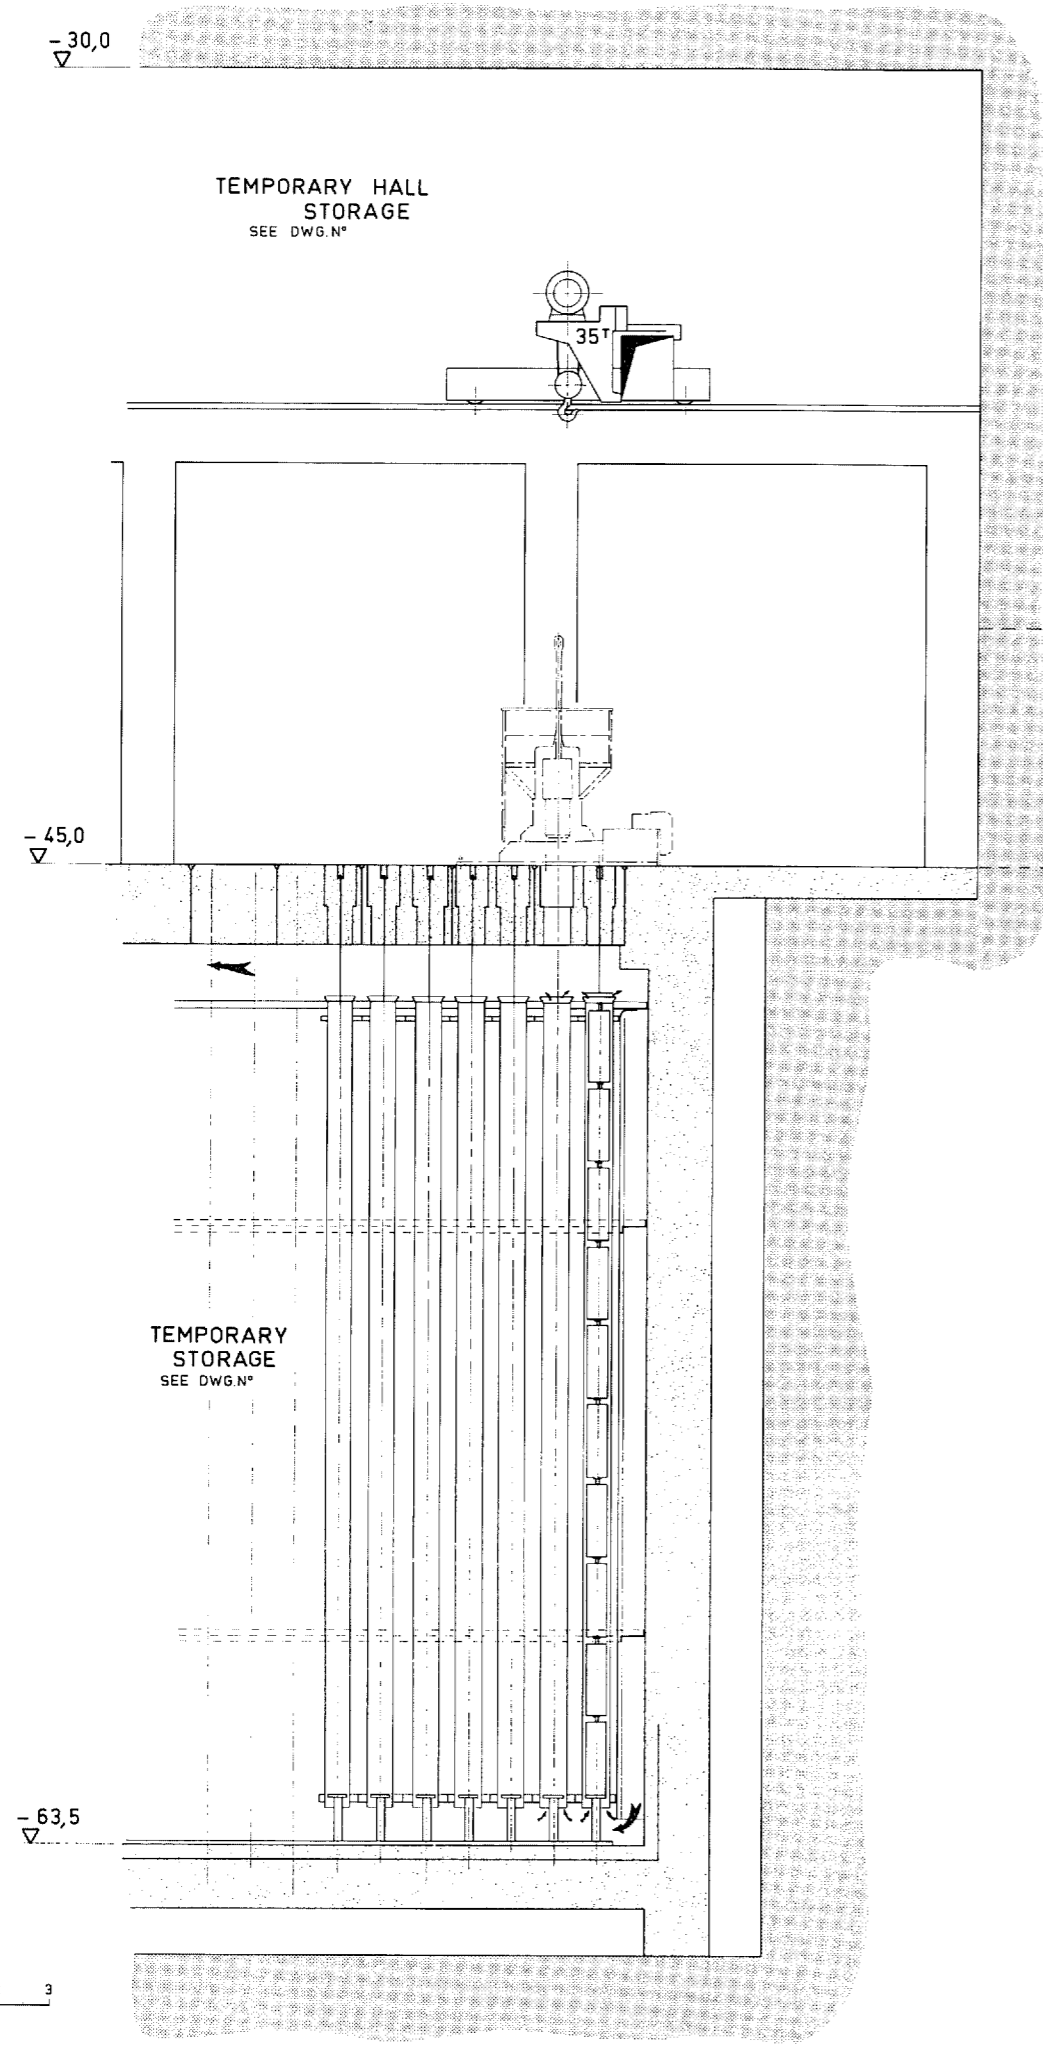 - 30,0
TEMPORARY HALL
STORAGE
SEE DWG.N°
35T
- 45,0
TEMPORARY
STORAGE
SEE DWG.N°
- 63,5
3